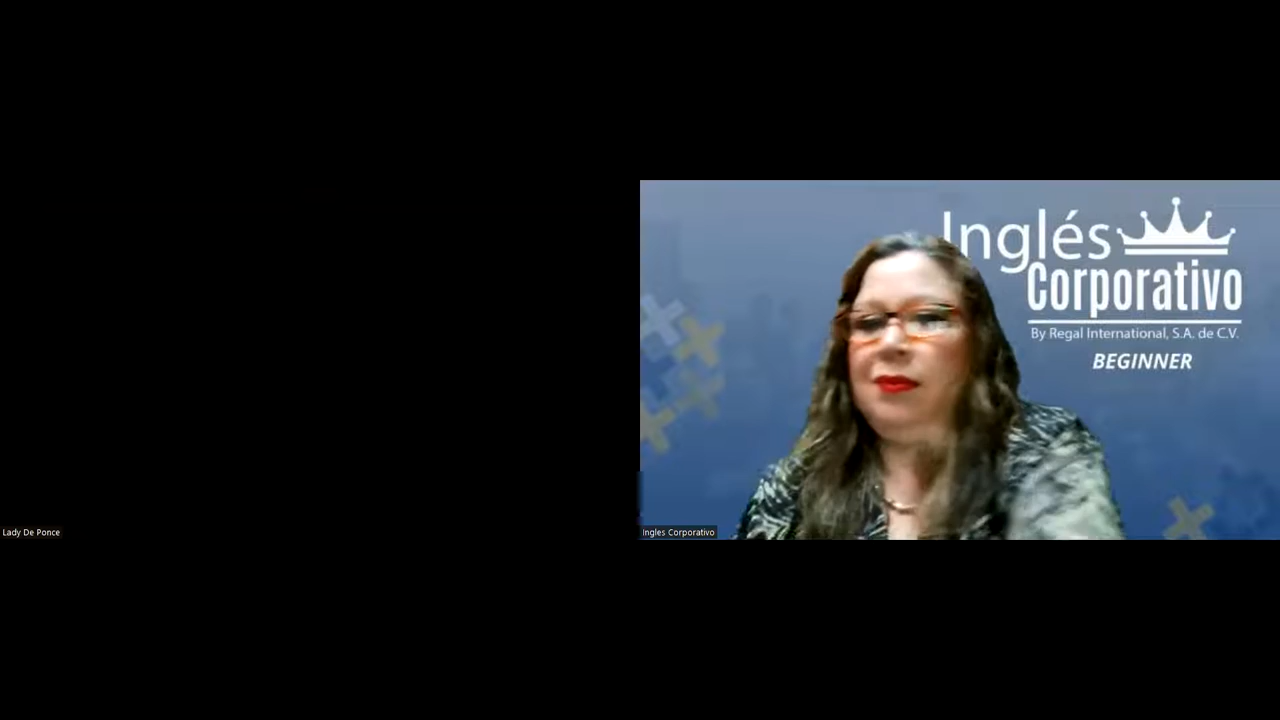 Inglés
Corporativo
By Regal International, S.A. de C.V.
BEGINNER
Lady De Ponce
Ingles Corporativo